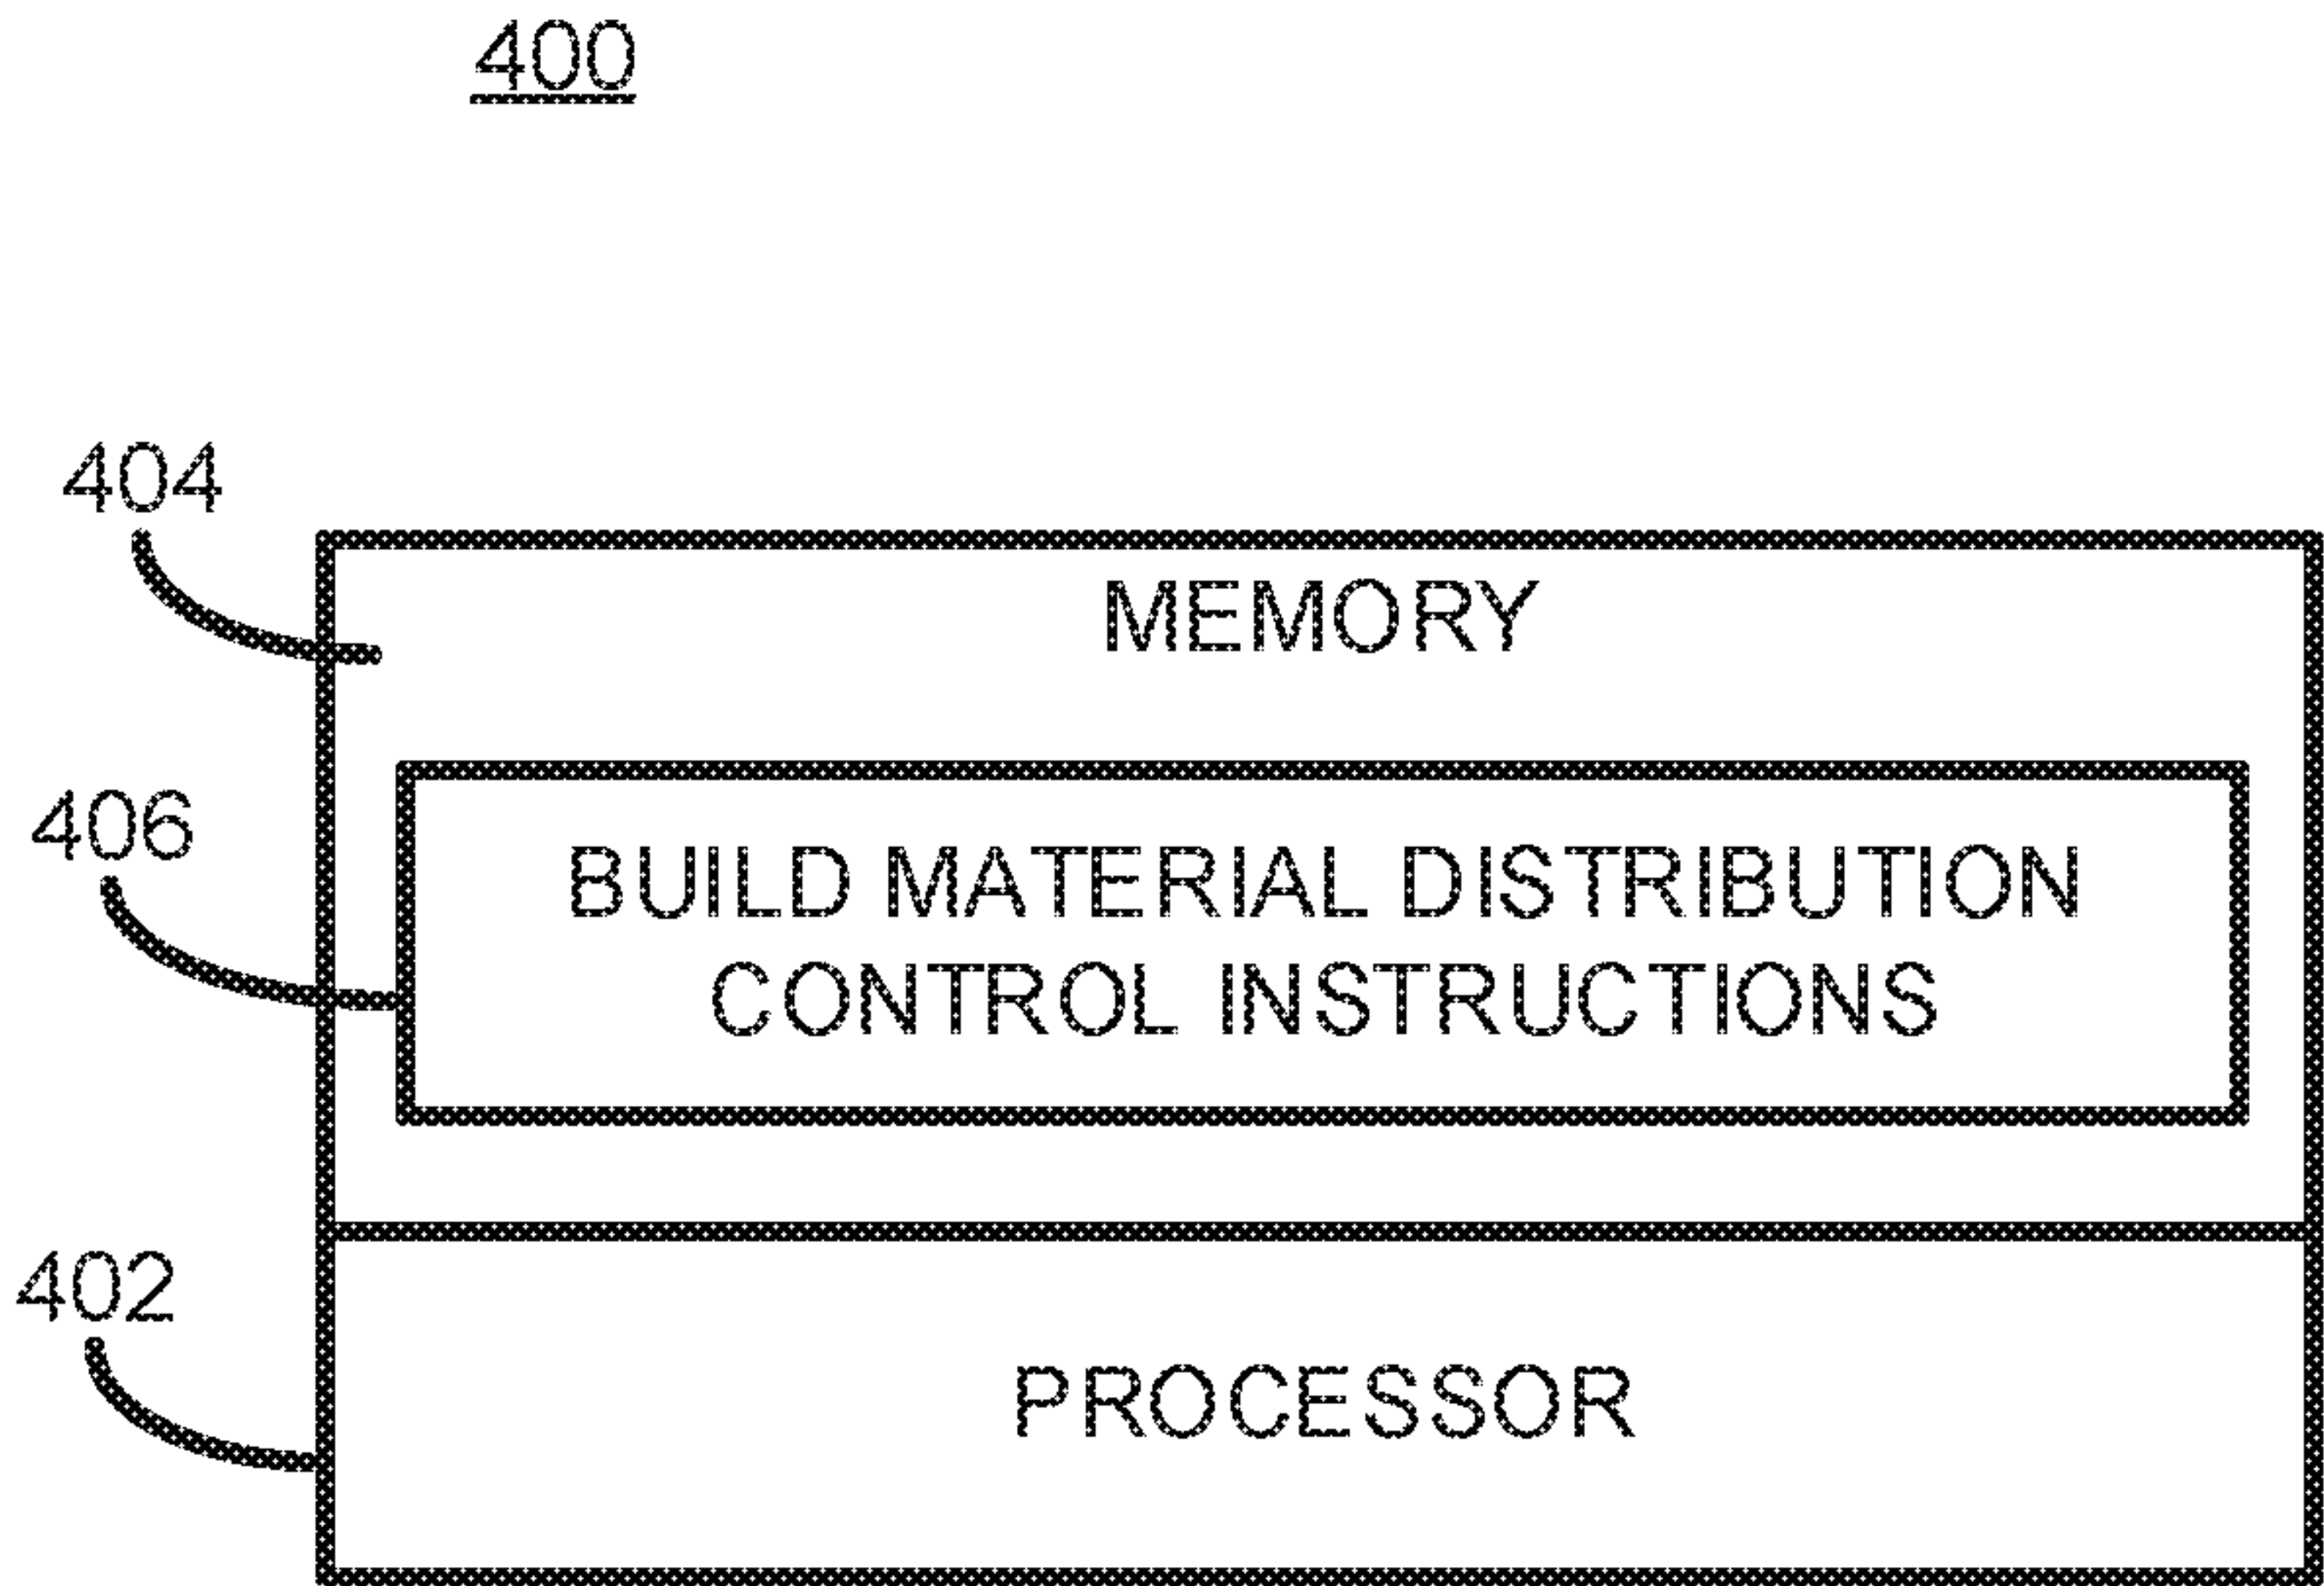 400
404
MEMORY
406
BUILD MATERIAL DISTRIBUTION
CONTROL INSTRUCTIONS
402
PROCESSOR